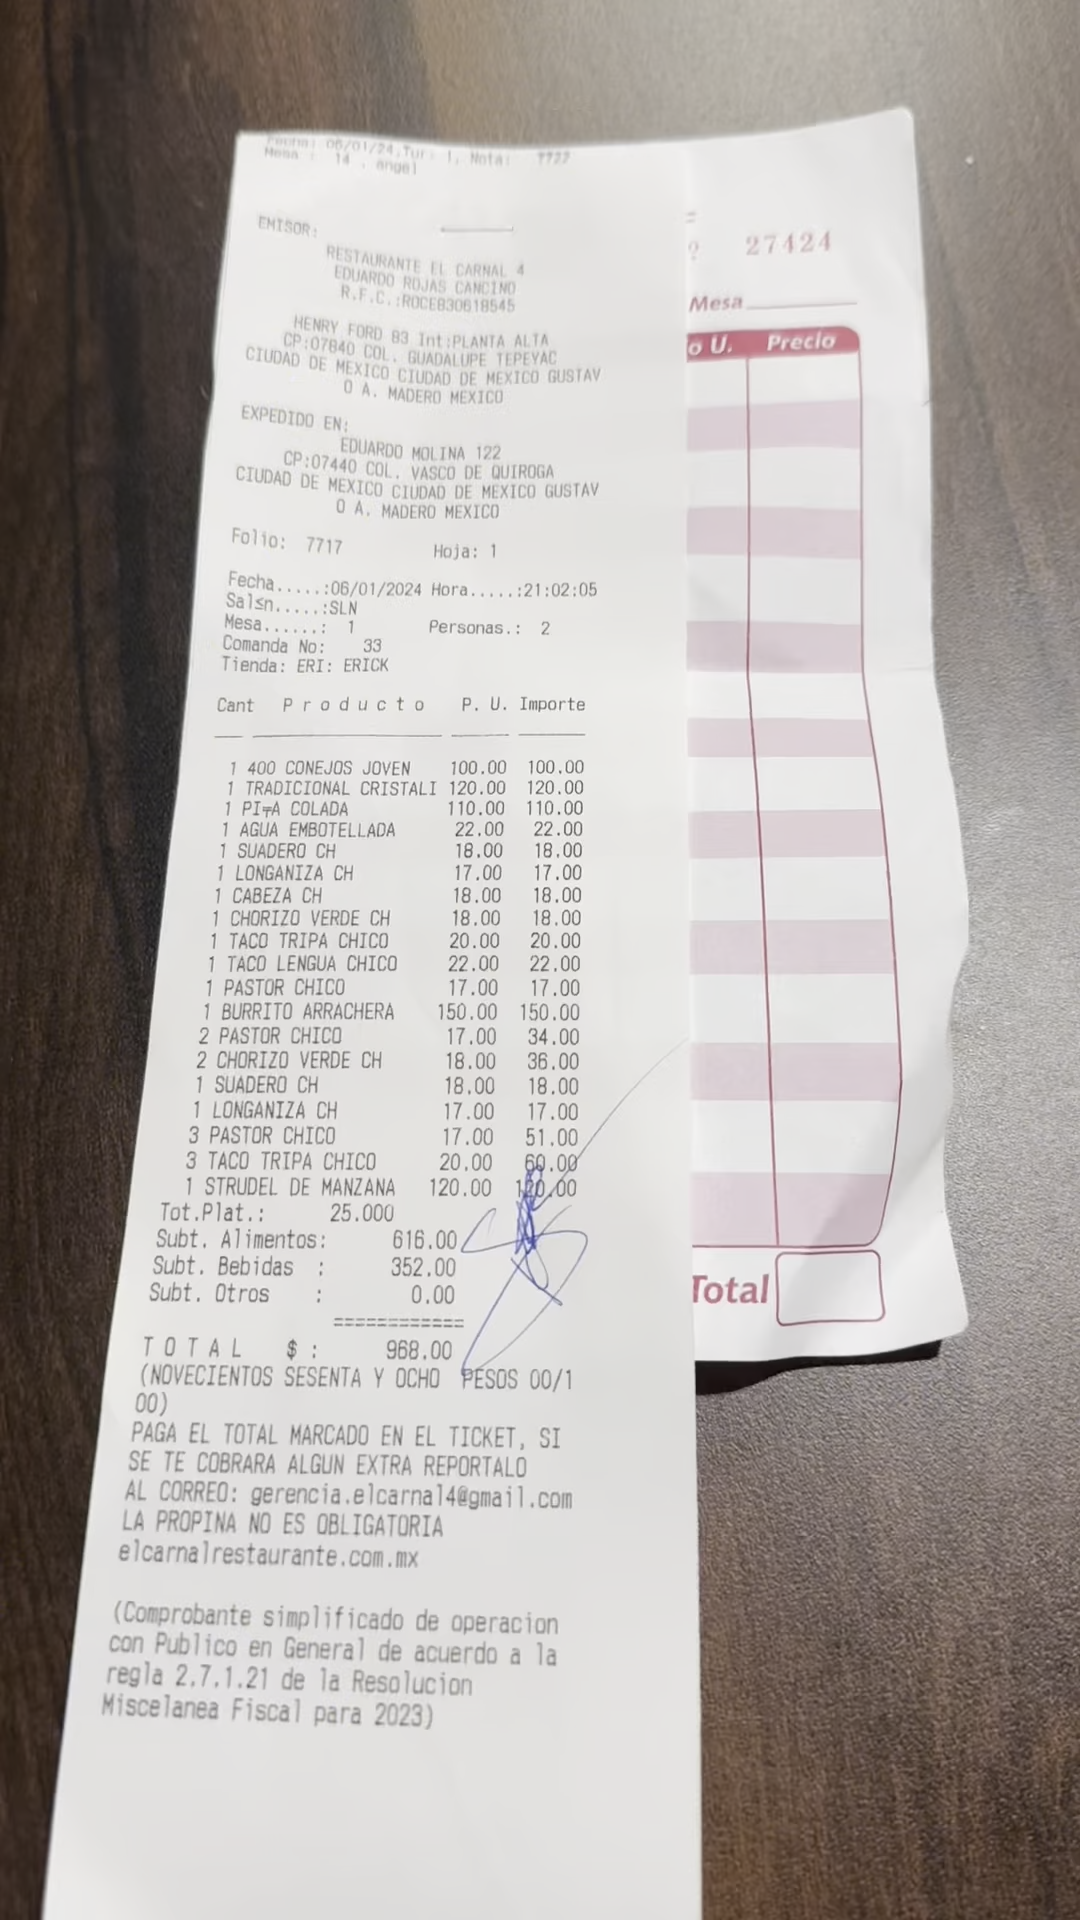 Fecha: 06/01/24,Tur: 1, Nota: 7722
Mesa : 14 . angel
EMISOR:
RESTAURANTE EL CARNAL 4
EDUARDO ROJAS CANCINO
R.F.C.:ROCE830618545
HENRY FORD 83 Int:PLANTA ALTA
CP:07840 COL. GUADALUPE TEPEYAC
CIUDAD DE MEXICO CIUDAD DE MEXICO GUSTAV
O A. MADERO MEXICO
EXPEDIDO EN:
EDUARDO MOLINA 122
CP:07440 COL. VASCO DE QUIROGA
CIUDAD DE MEXICO CIUDAD DE MEXICO GUSTAV
O A. MADERO MEXICO
Folio: 7717 Hoja: 1
Fecha.....:06/01/2024 Hora.....:21:02:05
Sal≤n.....:SLN
Mesa......: 1 Personas.: 2
Comanda No: 33
Tienda: ERI: ERICK
Cant Producto P. U. Importe
1 400 CONEJOS JOVEN 100.00 100.00
1 TRADICIONAL CRISTALI 120.00 120.00
1 PI╤A COLADA 110.00 110.00
1 AGUA EMBOTELLADA 22.00 22.00
1 SUADERO CH 18.00 18.00
1 LONGANIZA CH 17.00 17.00
1 CABEZA CH 18.00 18.00
1 CHORIZO VERDE CH 18.00 18.00
1 TACO TRIPA CHICO 20.00 20.00
1 TACO LENGUA CHICO 22.00 22.00
1 PASTOR CHICO 17.00 17.00
1 BURRITO ARRACHERA 150.00 150.00
2 PASTOR CHICO 17.00 34.00
2 CHORIZO VERDE CH 18.00 36.00
1 SUADERO CH 18.00 18.00
1 LONGANIZA CH 17.00 17.00
3 PASTOR CHICO 17.00 51.00
3 TACO TRIPA CHICO 20.00 60.00
1 STRUDEL DE MANZANA 120.00 120.00
Tot.Plat.: 25.000
Subt. Alimentos: 616.00
Subt. Bebidas : 352.00
Subt. Otros : 0.00
============
TOTAL $ : 968.00
(NOVECIENTOS SESENTA Y OCHO PESOS 00/1
00)
PAGA EL TOTAL MARCADO EN EL TICKET, SI
SE TE COBRARA ALGUN EXTRA REPORTALO
AL CORREO: gerencia.elcarnal4@gmail.com
LA PROPINA NO ES OBLIGATORIA
elcarnalrestaurante.com.mx
(Comprobante simplificado de operacion
con Publico en General de acuerdo a la
regla 2.7.1.21 de la Resolucion
Miscelanea Fiscal para 2023)
27424
Mesa
o U. Precio
Total